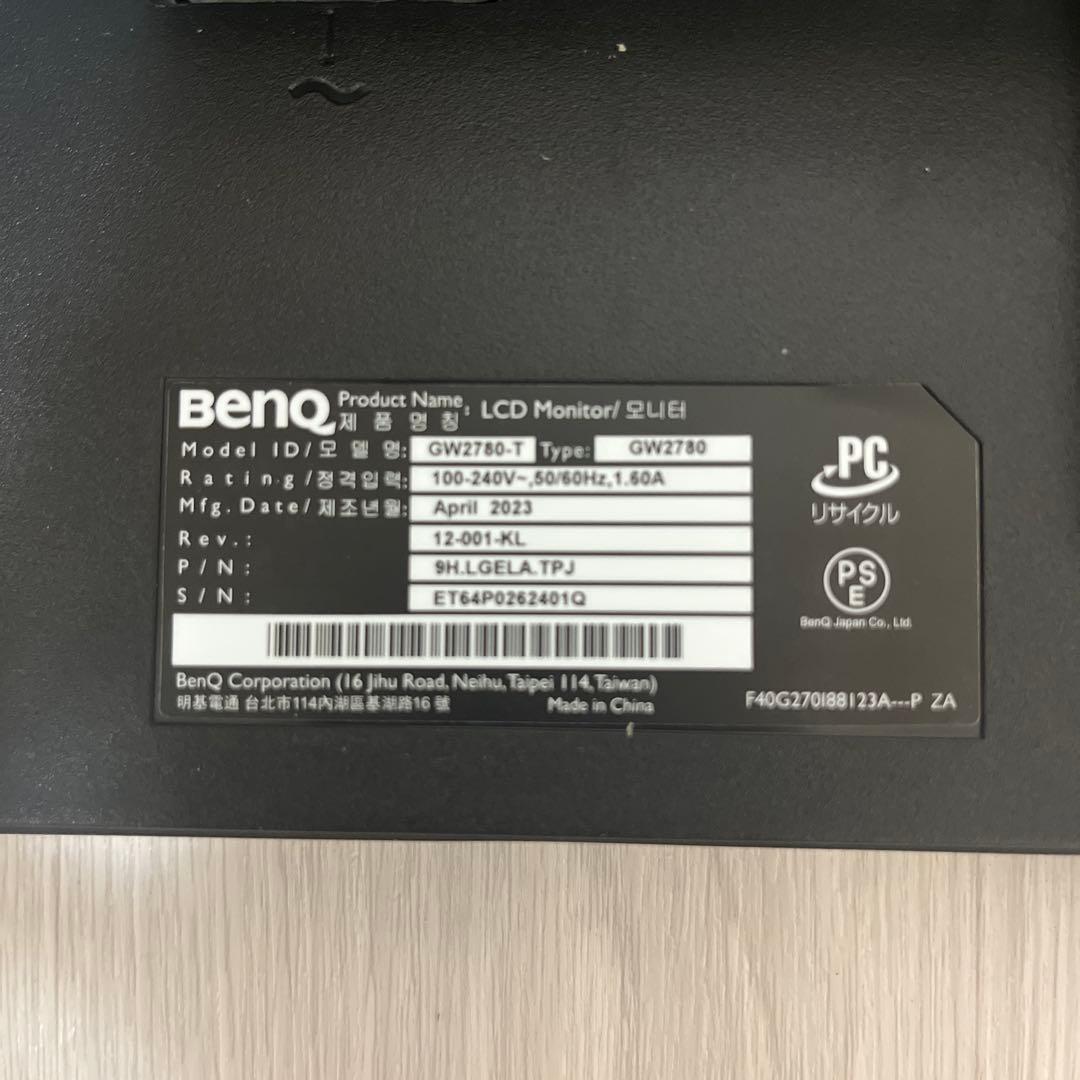 BenQ Product Name : LCD Monitor/ 모니터
제 품 명 칭
Model ID/모 델 명: GW2780-T Type: GW2780
Rating/정격입력: 100-240V~,50/60Hz,1.60A
Mfg. Date/제조년월: April 2023
Rev.: 12-001-KL
P/N: 9H.LGELA.TPJ
S/N: ET64P0262401Q
BenQ Corporation (16 Jihu Road, Neihu, Taipei 114, Taiwan)
明基電通 台北市114內湖區基湖路16 號
Made in China
PC
リサイクル
PS
E
BenQ Japan Co., Ltd.
F40G270I88123A---P ZA